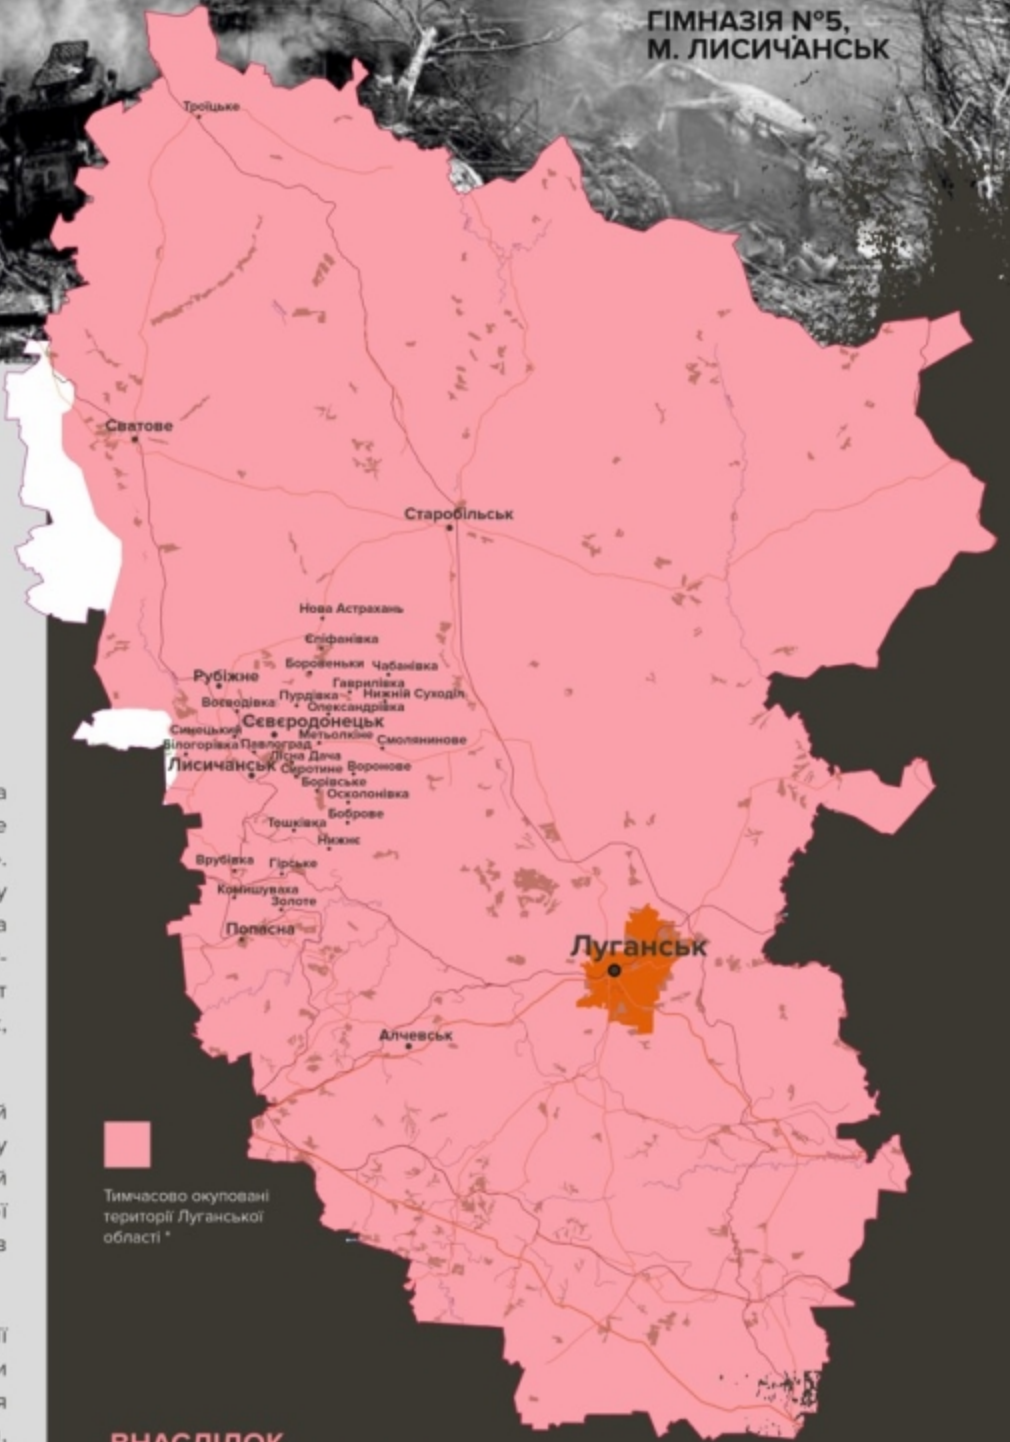 ГІМНАЗІЯ №5,
М. ЛИСИЧАНСЬК
Троїцьке
Сватове
Старобільськ
Нова Астрахань
Єпіфанівка
Боровеньки
Чабанівка
Рубіжне
Гаврилівка
Пурдівка
Нижній Суходіл
Воєводівка
Олександрівка
Сєвєродонецьк
Синецький
Метьолкіне
Смолянинове
Білогорівка
Павлоград
Лісна Дача
Лисичанськ
Сиротине
Воронове
Борівське
Осколонівка
Боброве
Тошківка
Нижнє
Врубівка
Гірське
Комишуваха
Золоте
Попасна
Луганськ
Алчевськ
Тимчасово окуповані
території Луганської
області *
ВНАСЛІДОК